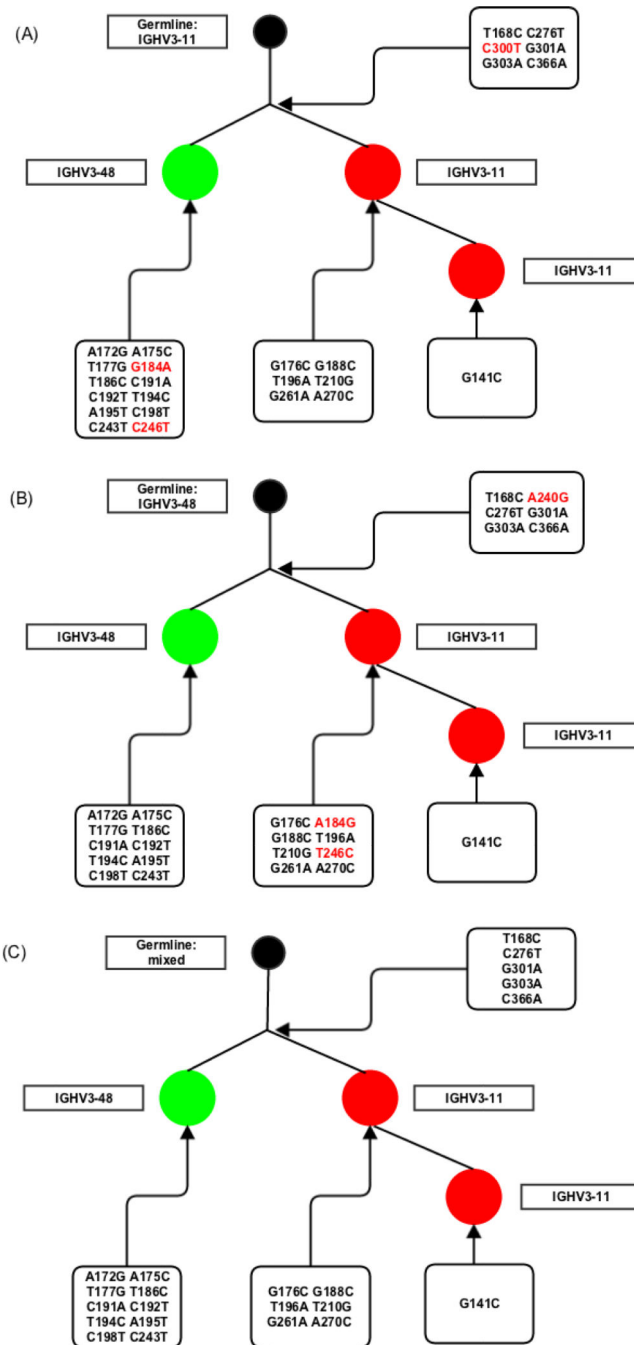 (A)
Germline:
IGHV3-11
T168C C276T
C300T G301A
G303A C366A
IGHV3-48
IGHV3-11
IGHV3-11
A172G A175C
T177G G184A
T186C C191A
C192T T194C
A195T C198T
C243T C246T
G176C G188C
T196A T210G
G261A A270C
G141C
(B)
Germline:
IGHV3-48
T168C A240G
C276T G301A
G303A C366A
IGHV3-48
IGHV3-11
IGHV3-11
A172G A175C
T177G T186C
C191A C192T
T194C A195T
C198T C243T
G176C A184G
G188C T196A
T210G T246C
G261A A270C
G141C
(C)
Germline:
mixed
T168C
C276T
G301A
G303A
C366A
IGHV3-48
IGHV3-11
IGHV3-11
A172G A175C
T177G T186C
C191A C192T
T194C A195T
C198T C243T
G176C G188C
T196A T210G
G261A A270C
G141C